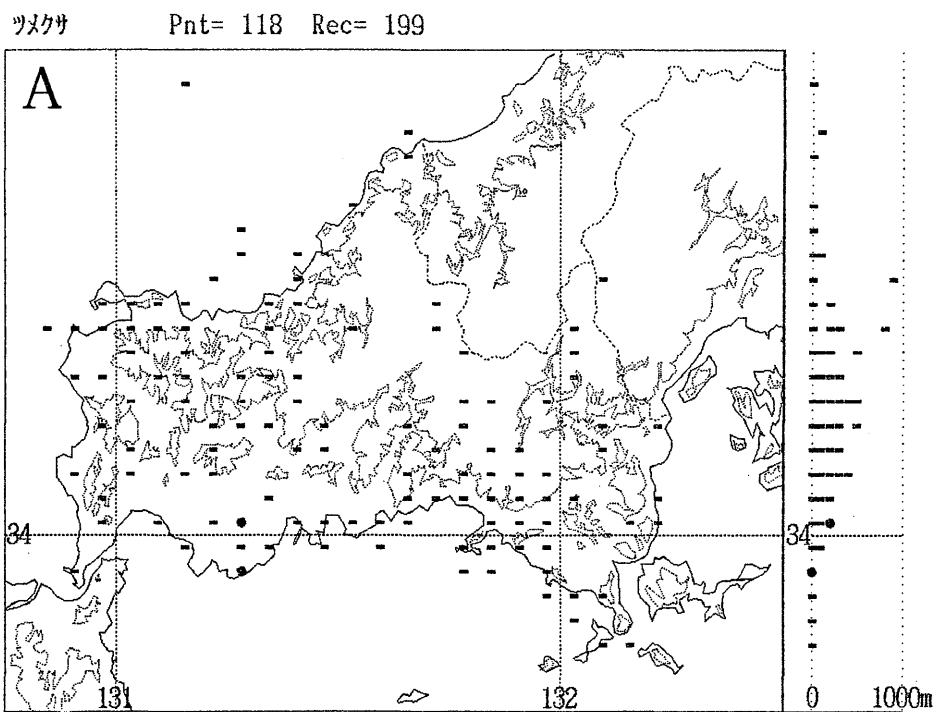 ﾂﾒｸｻ Pnt= 118 Rec= 199
A
34 34
131 132 0 1000m